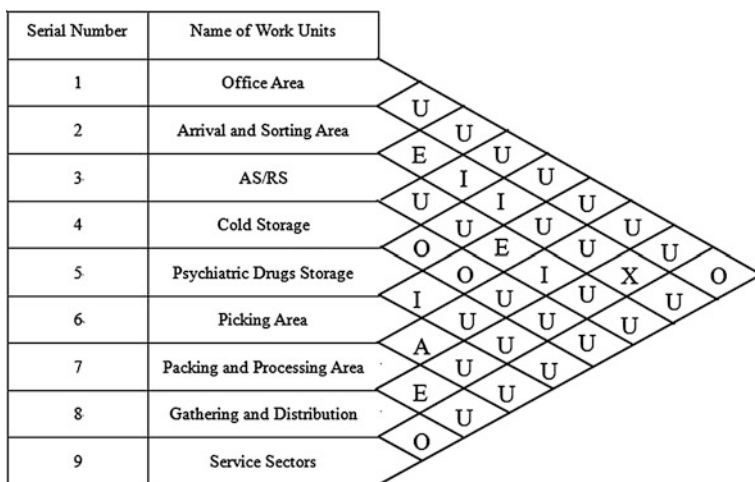 Serial Number Name of Work Units
1 Office Area
U
2 Arrival and Sorting Area U
E U
3 AS/RS I U
U I U
4 Cold Storage U U U
O E U U
5 Psychiatric Drugs Storage O I X O
I U U U
6 Picking Area U U U
A U U
7 Packing and Processing Area U U
E U
8 Gathering and Distribution U
O
9 Service Sectors